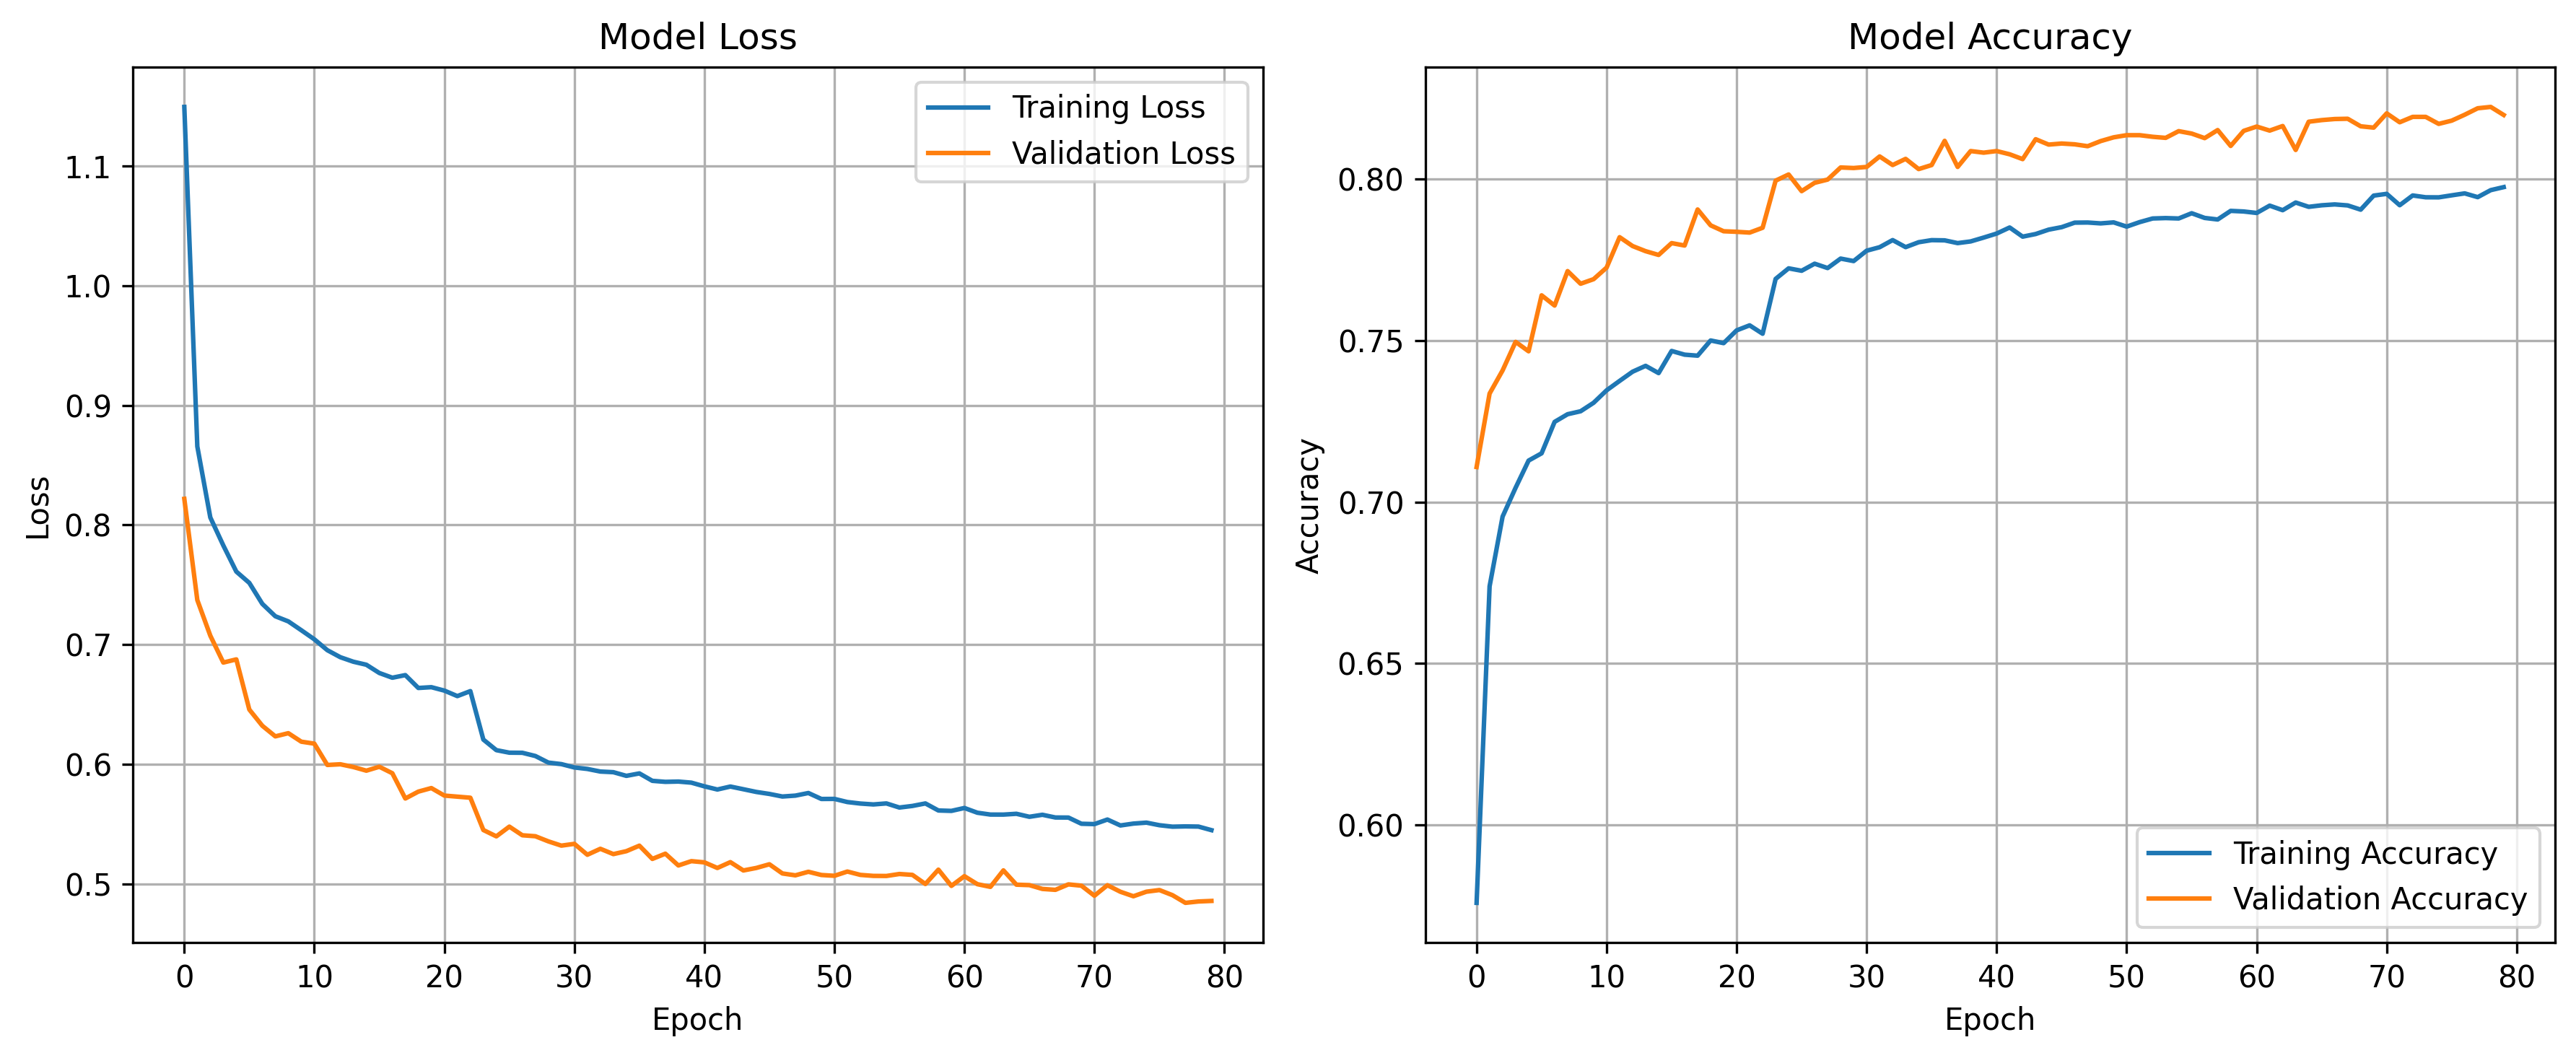 Model Loss
Training Loss
Validation Loss
1.1
1.0
0.9
0.8
0.7
0.6
0.5
Loss
0 10 20 30 40 50 60 70 80
Epoch
Model Accuracy
0.80
0.75
0.70
0.65
0.60
Accuracy
Training Accuracy
Validation Accuracy
0 10 20 30 40 50 60 70 80
Epoch